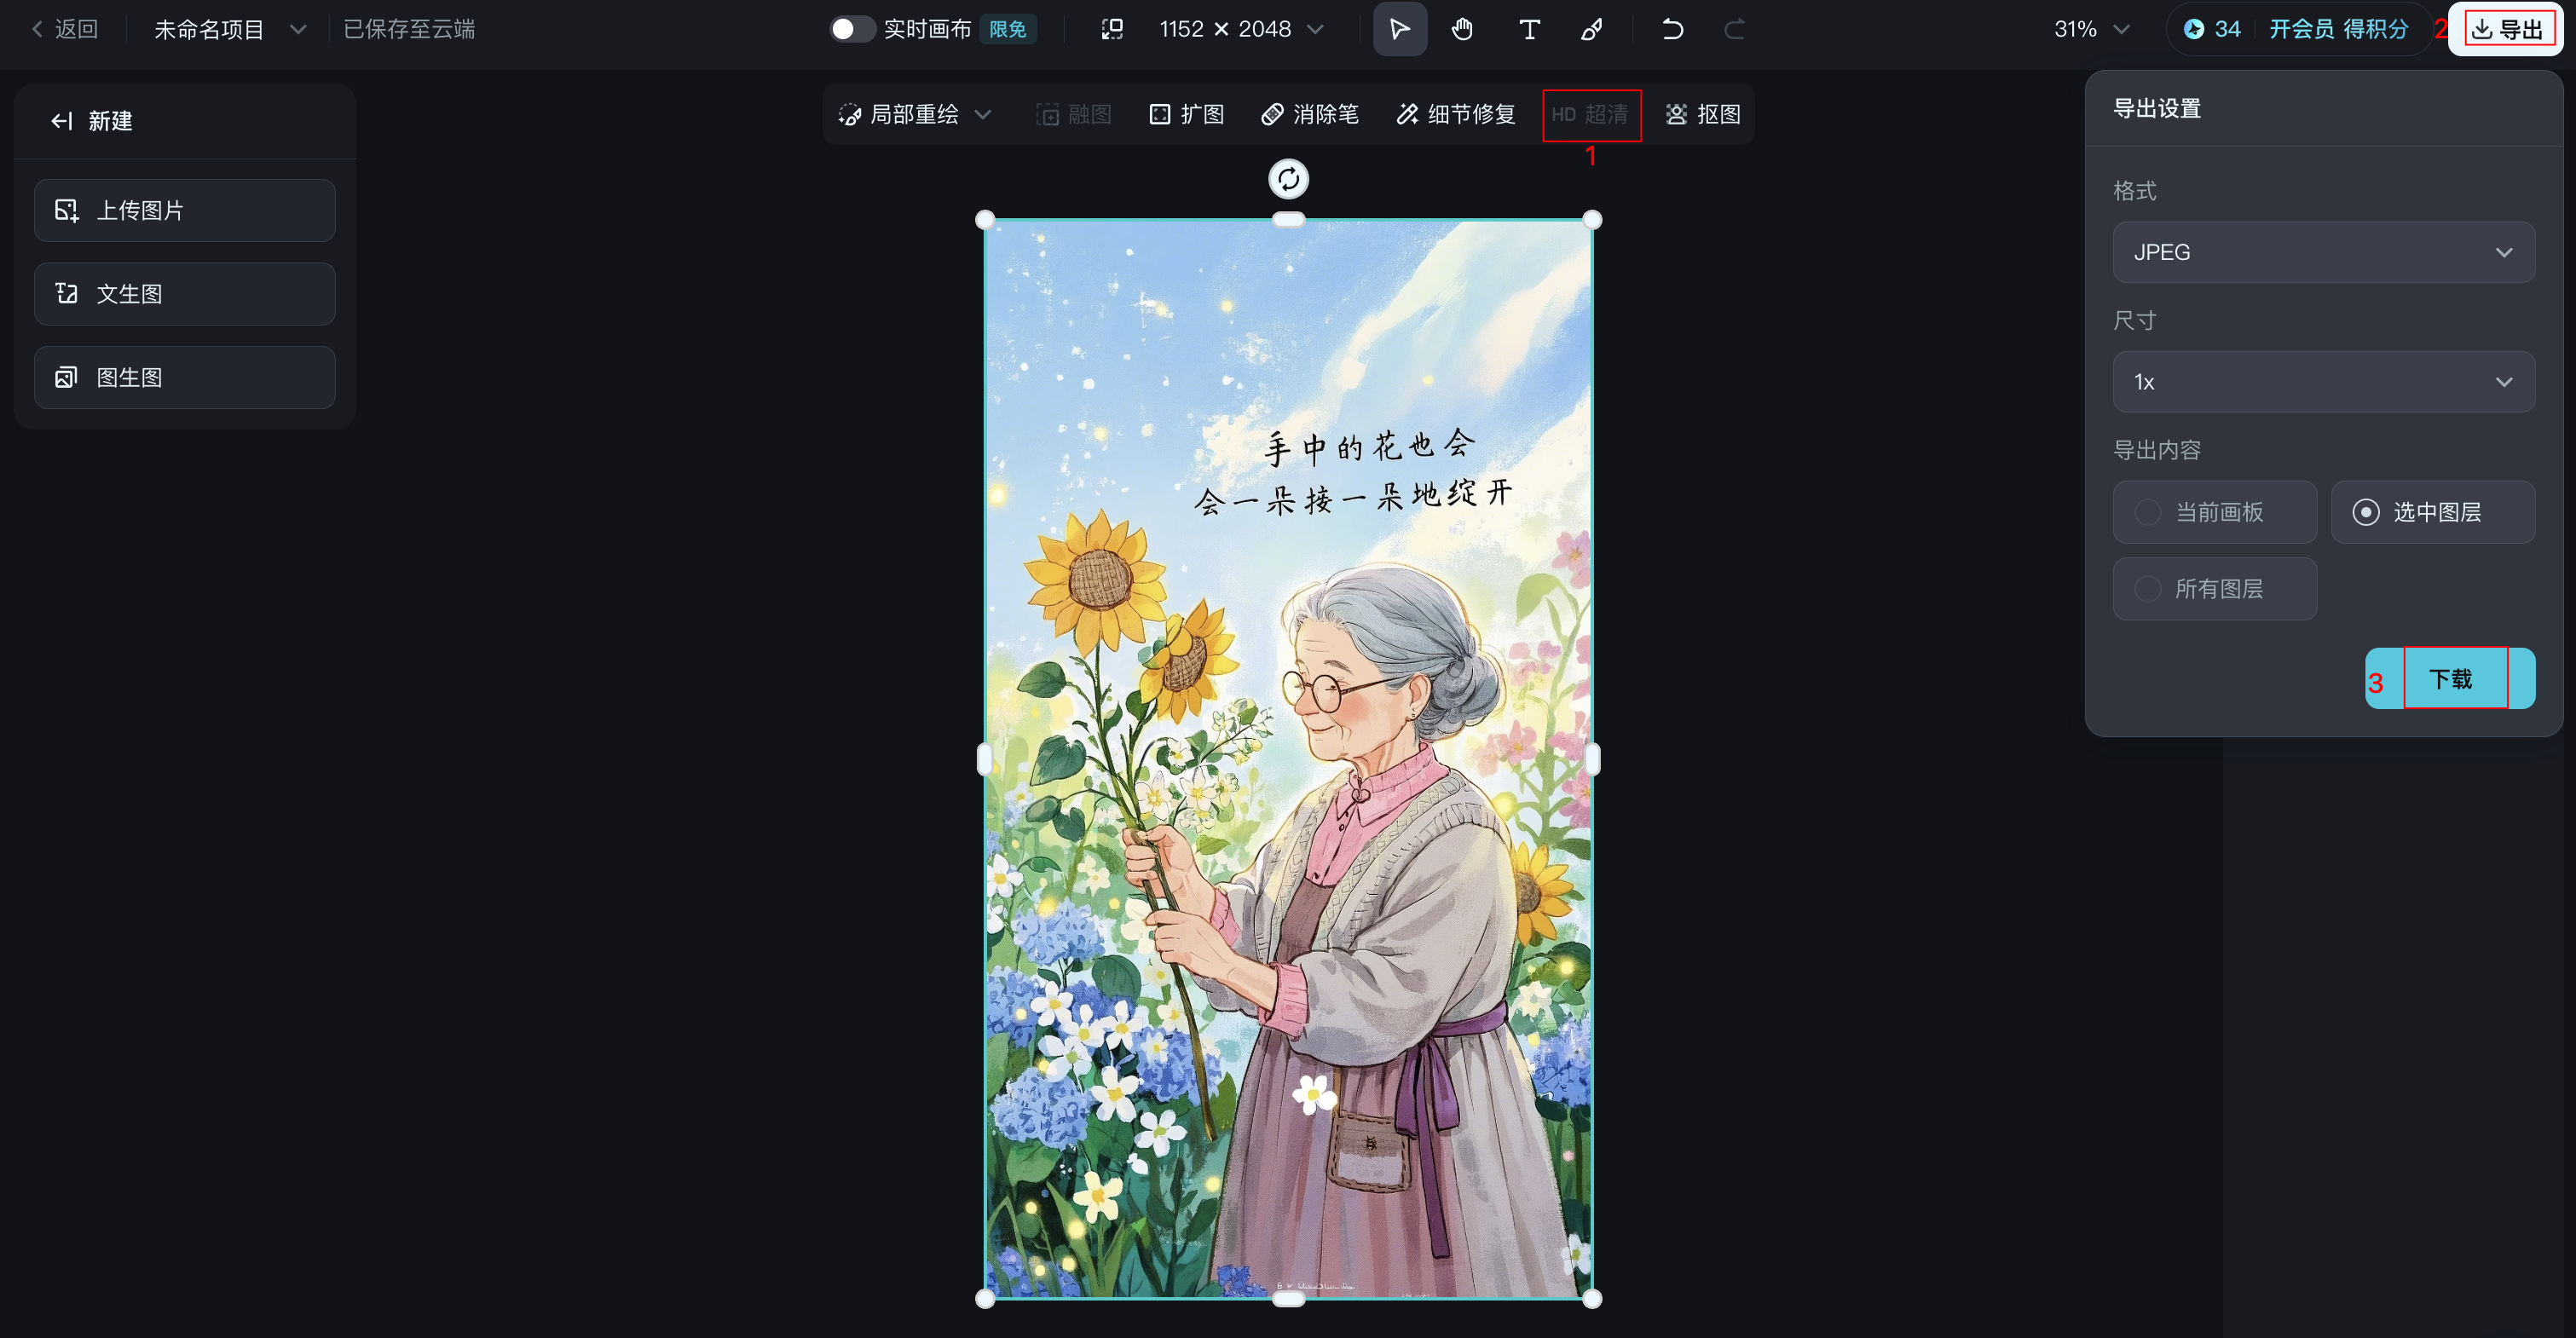 返回
未命名项目
已保存至云端
实时画布 限免
1152 × 2048
T
31%
34
开会员 得积分
2
导出
新建
上传图片
文生图
图生图
局部重绘
融图
扩图
消除笔
细节修复
HD 超清
抠图
1
手中的花也会
会一朵接一朵地绽开
导出设置
格式
JPEG
尺寸
1x
导出内容
当前画板
选中图层
所有图层
3
下载